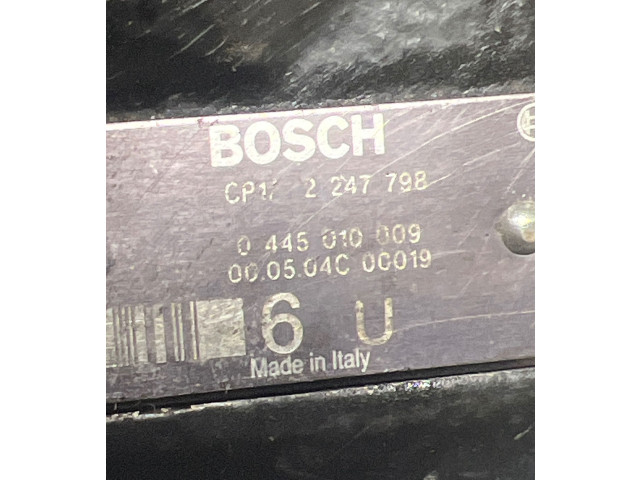 BOSCH
2 247 798
0 445 010 009
00.05.04C 00019
6 U
Made in Italy